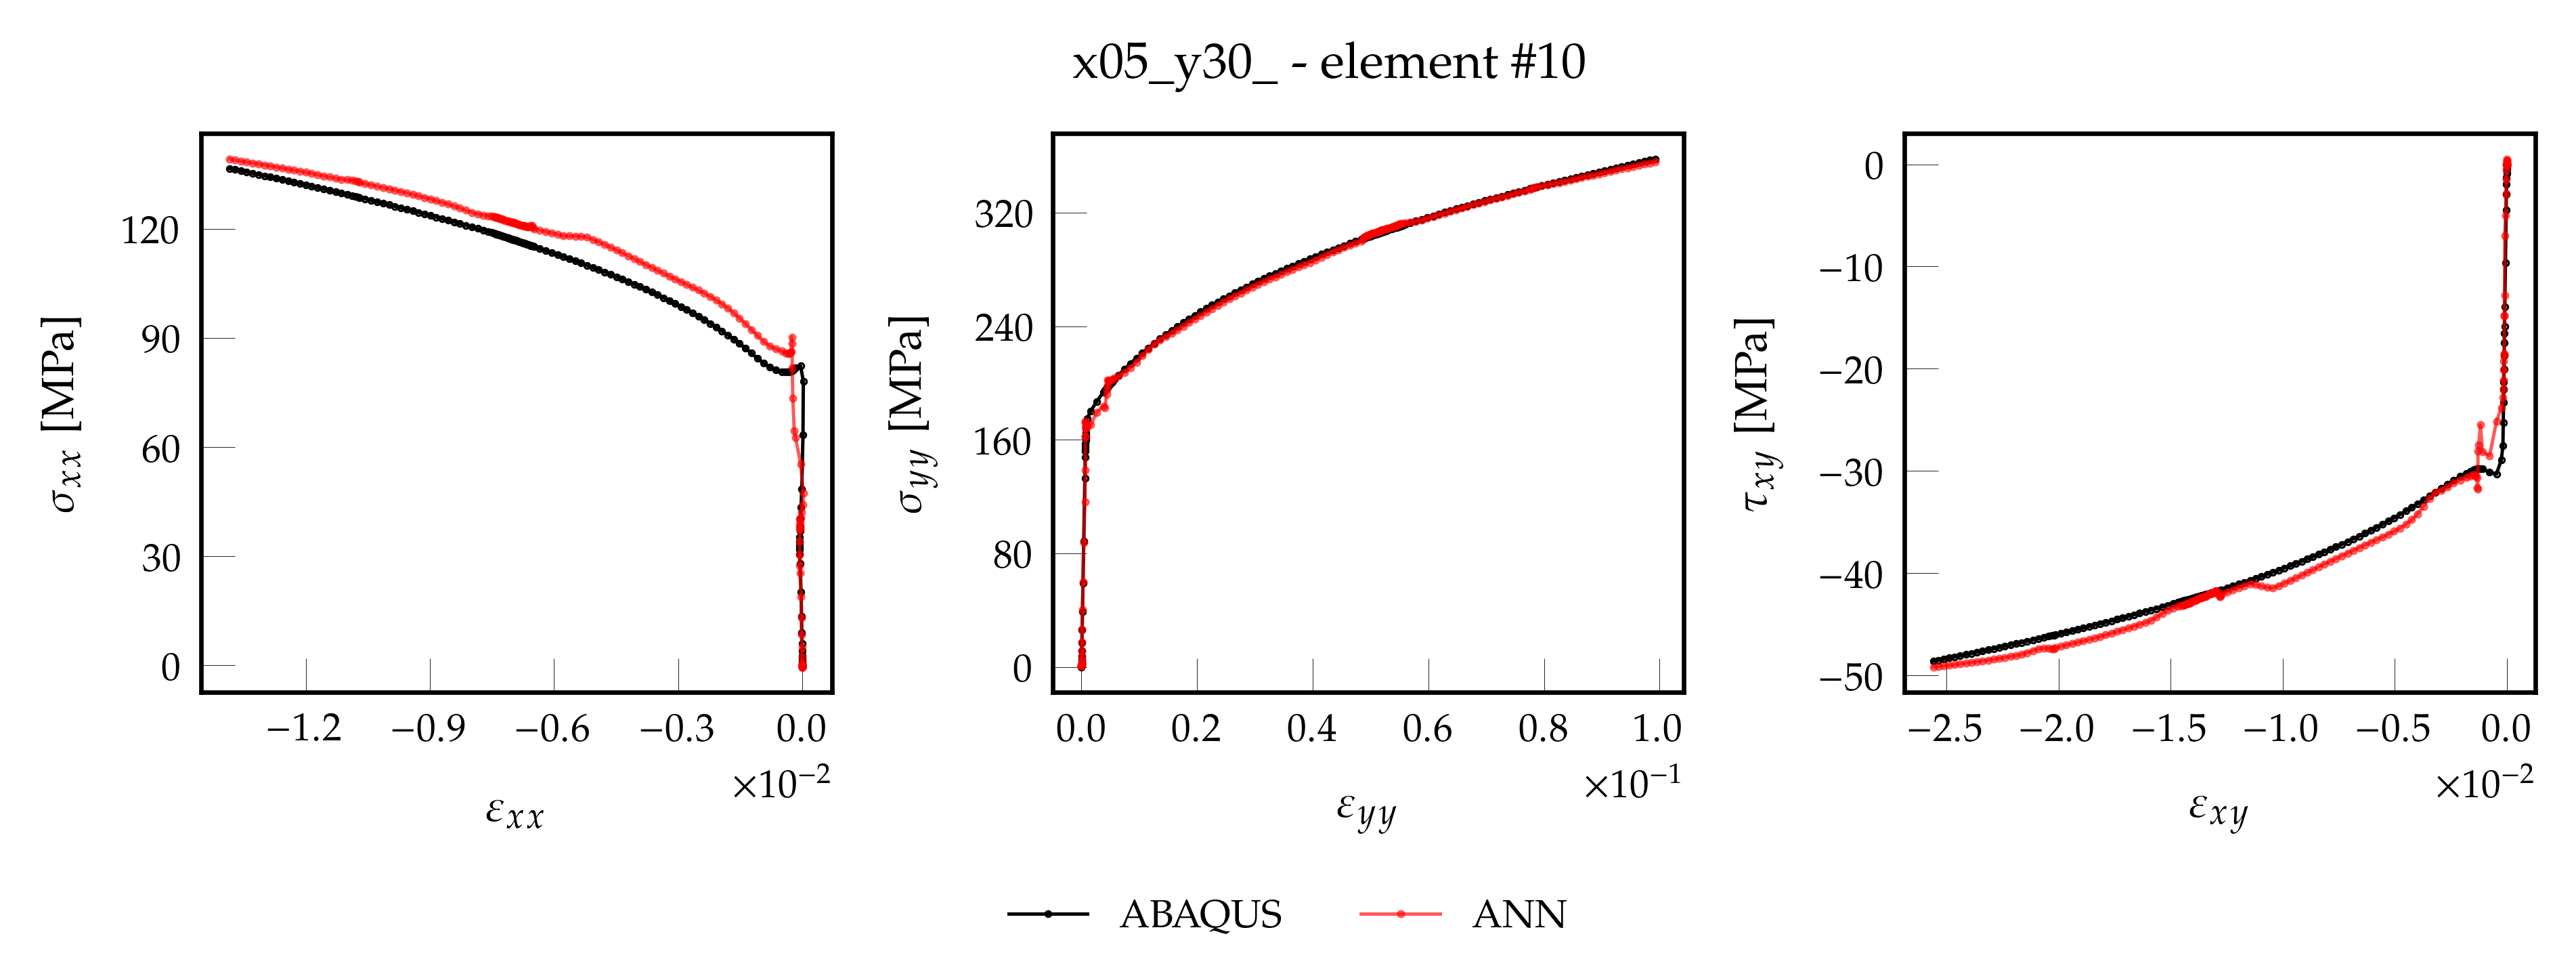 x05_y30_ - element #10
σxx [MPa]
120
90
60
30
0
−1.2 −0.9 −0.6 −0.3 0.0
×10−2
εxx
σyy [MPa]
320
240
160
80
0
0.0 0.2 0.4 0.6 0.8 1.0
×10−1
εyy
τxy [MPa]
0
−10
−20
−30
−40
−50
−2.5 −2.0 −1.5 −1.0 −0.5 0.0
×10−2
εxy
ABAQUS ANN